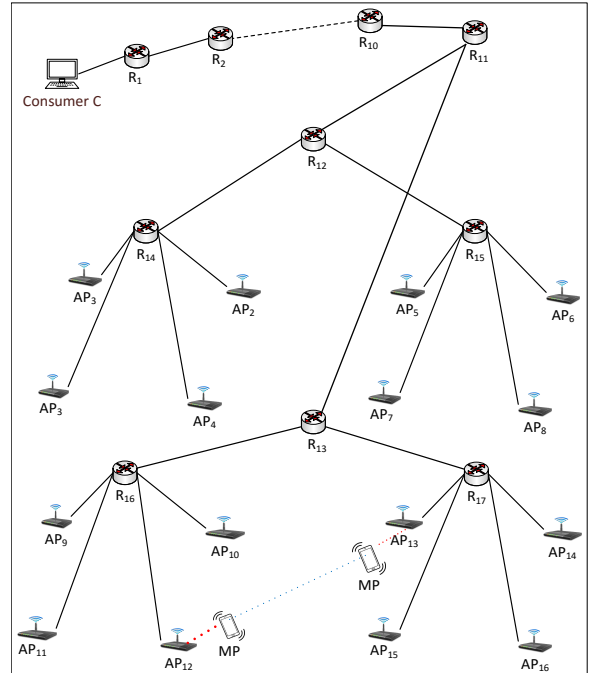 R10
R2
R11
R1
Consumer C
R12
R14
R15
AP3
AP2
AP5
AP6
AP3
AP4
AP7
AP8
R13
R16
R17
AP9
AP10
AP13
AP14
MP
AP11
AP12
MP
AP15
AP16